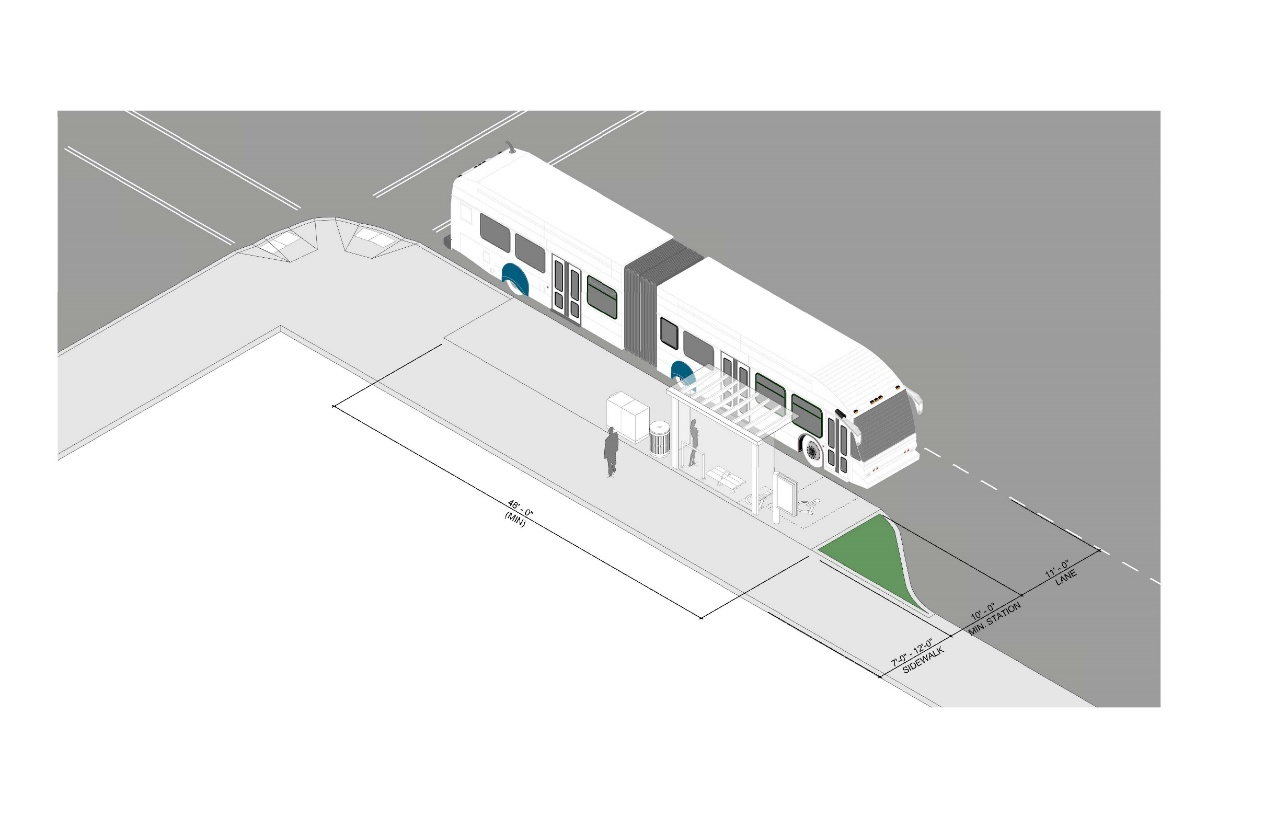 48' - 0"
(MIN)
11' - 0"
LANE
10' - 0"
MIN. STATION
7'-0" - 12'-0"
SIDEWALK